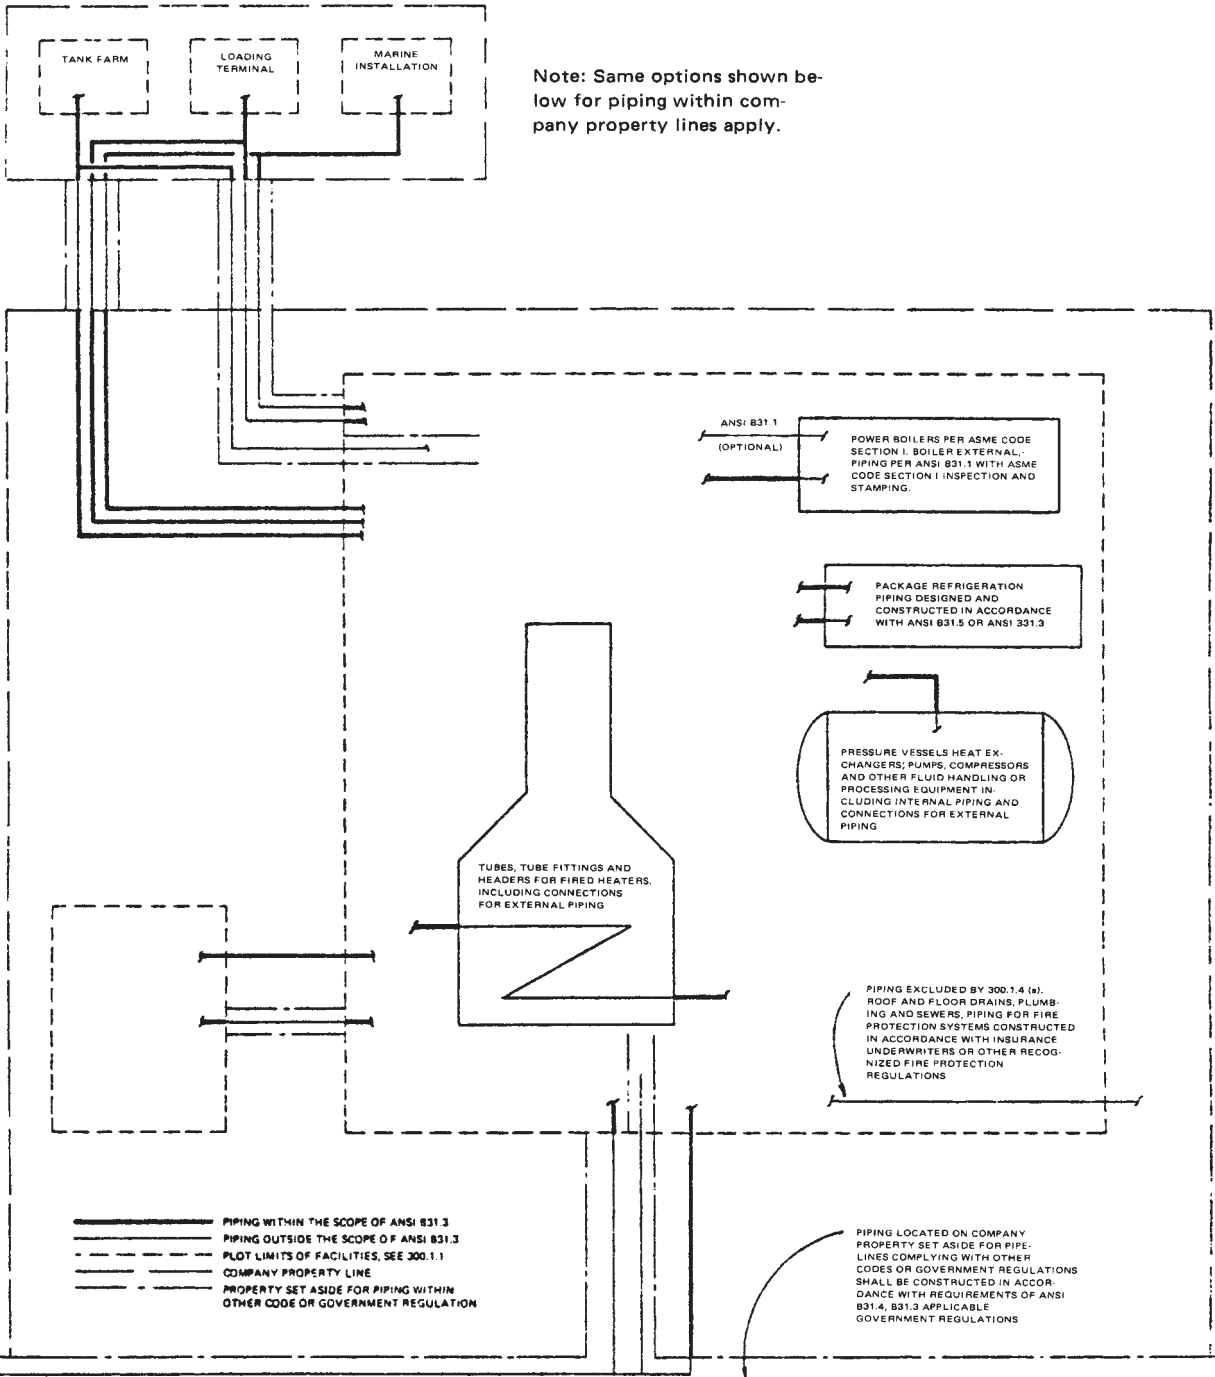 TANK FARM
LOADING
TERMINAL
MARINE
INSTALLATION
Note: Same options shown be-
low for piping within com-
pany property lines apply.
ANSI B31.1
(OPTIONAL)
POWER BOILERS PER ASME CODE
SECTION I. BOILER EXTERNAL,
PIPING PER ANSI B31.1 WITH ASME
CODE SECTION I INSPECTION AND
STAMPING.
PACKAGE REFRIGERATION
PIPING DESIGNED AND
CONSTRUCTED IN ACCORDANCE
WITH ANSI B31.5 OR ANSI 331.3
PRESSURE VESSELS HEAT EX-
CHANGERS; PUMPS, COMPRESSORS
AND OTHER FLUID HANDLING OR
PROCESSING EQUIPMENT IN-
CLUDING INTERNAL PIPING AND
CONNECTIONS FOR EXTERNAL
PIPING
TUBES, TUBE FITTINGS AND
HEADERS FOR FIRED HEATERS.
INCLUDING CONNECTIONS
FOR EXTERNAL PIPING
PIPING EXCLUDED BY 300.1.4 (a).
ROOF AND FLOOR DRAINS, PLUMB-
ING AND SEWERS, PIPING FOR FIRE
PROTECTION SYSTEMS CONSTRUCTED
IN ACCORDANCE WITH INSURANCE
UNDERWRITERS OR OTHER RECOG-
NIZED FIRE PROTECTION
REGULATIONS
PIPING WITHIN THE SCOPE OF ANSI B31.3
PIPING OUTSIDE THE SCOPE OF ANSI B31.3
PLOT LIMITS OF FACILITIES, SEE 300.1.1
COMPANY PROPERTY LINE
PROPERTY SET ASIDE FOR PIPING WITHIN
OTHER CODE OR GOVERNMENT REGULATION
PIPING LOCATED ON COMPANY
PROPERTY SET ASIDE FOR PIPE-
LINES COMPLYING WITH OTHER
CODES OR GOVERNMENT REGULATIONS
SHALL BE CONSTRUCTED IN ACCOR-
DANCE WITH REQUIREMENTS OF ANSI
B31.4, B31.3 APPLICABLE
GOVERNMENT REGULATIONS